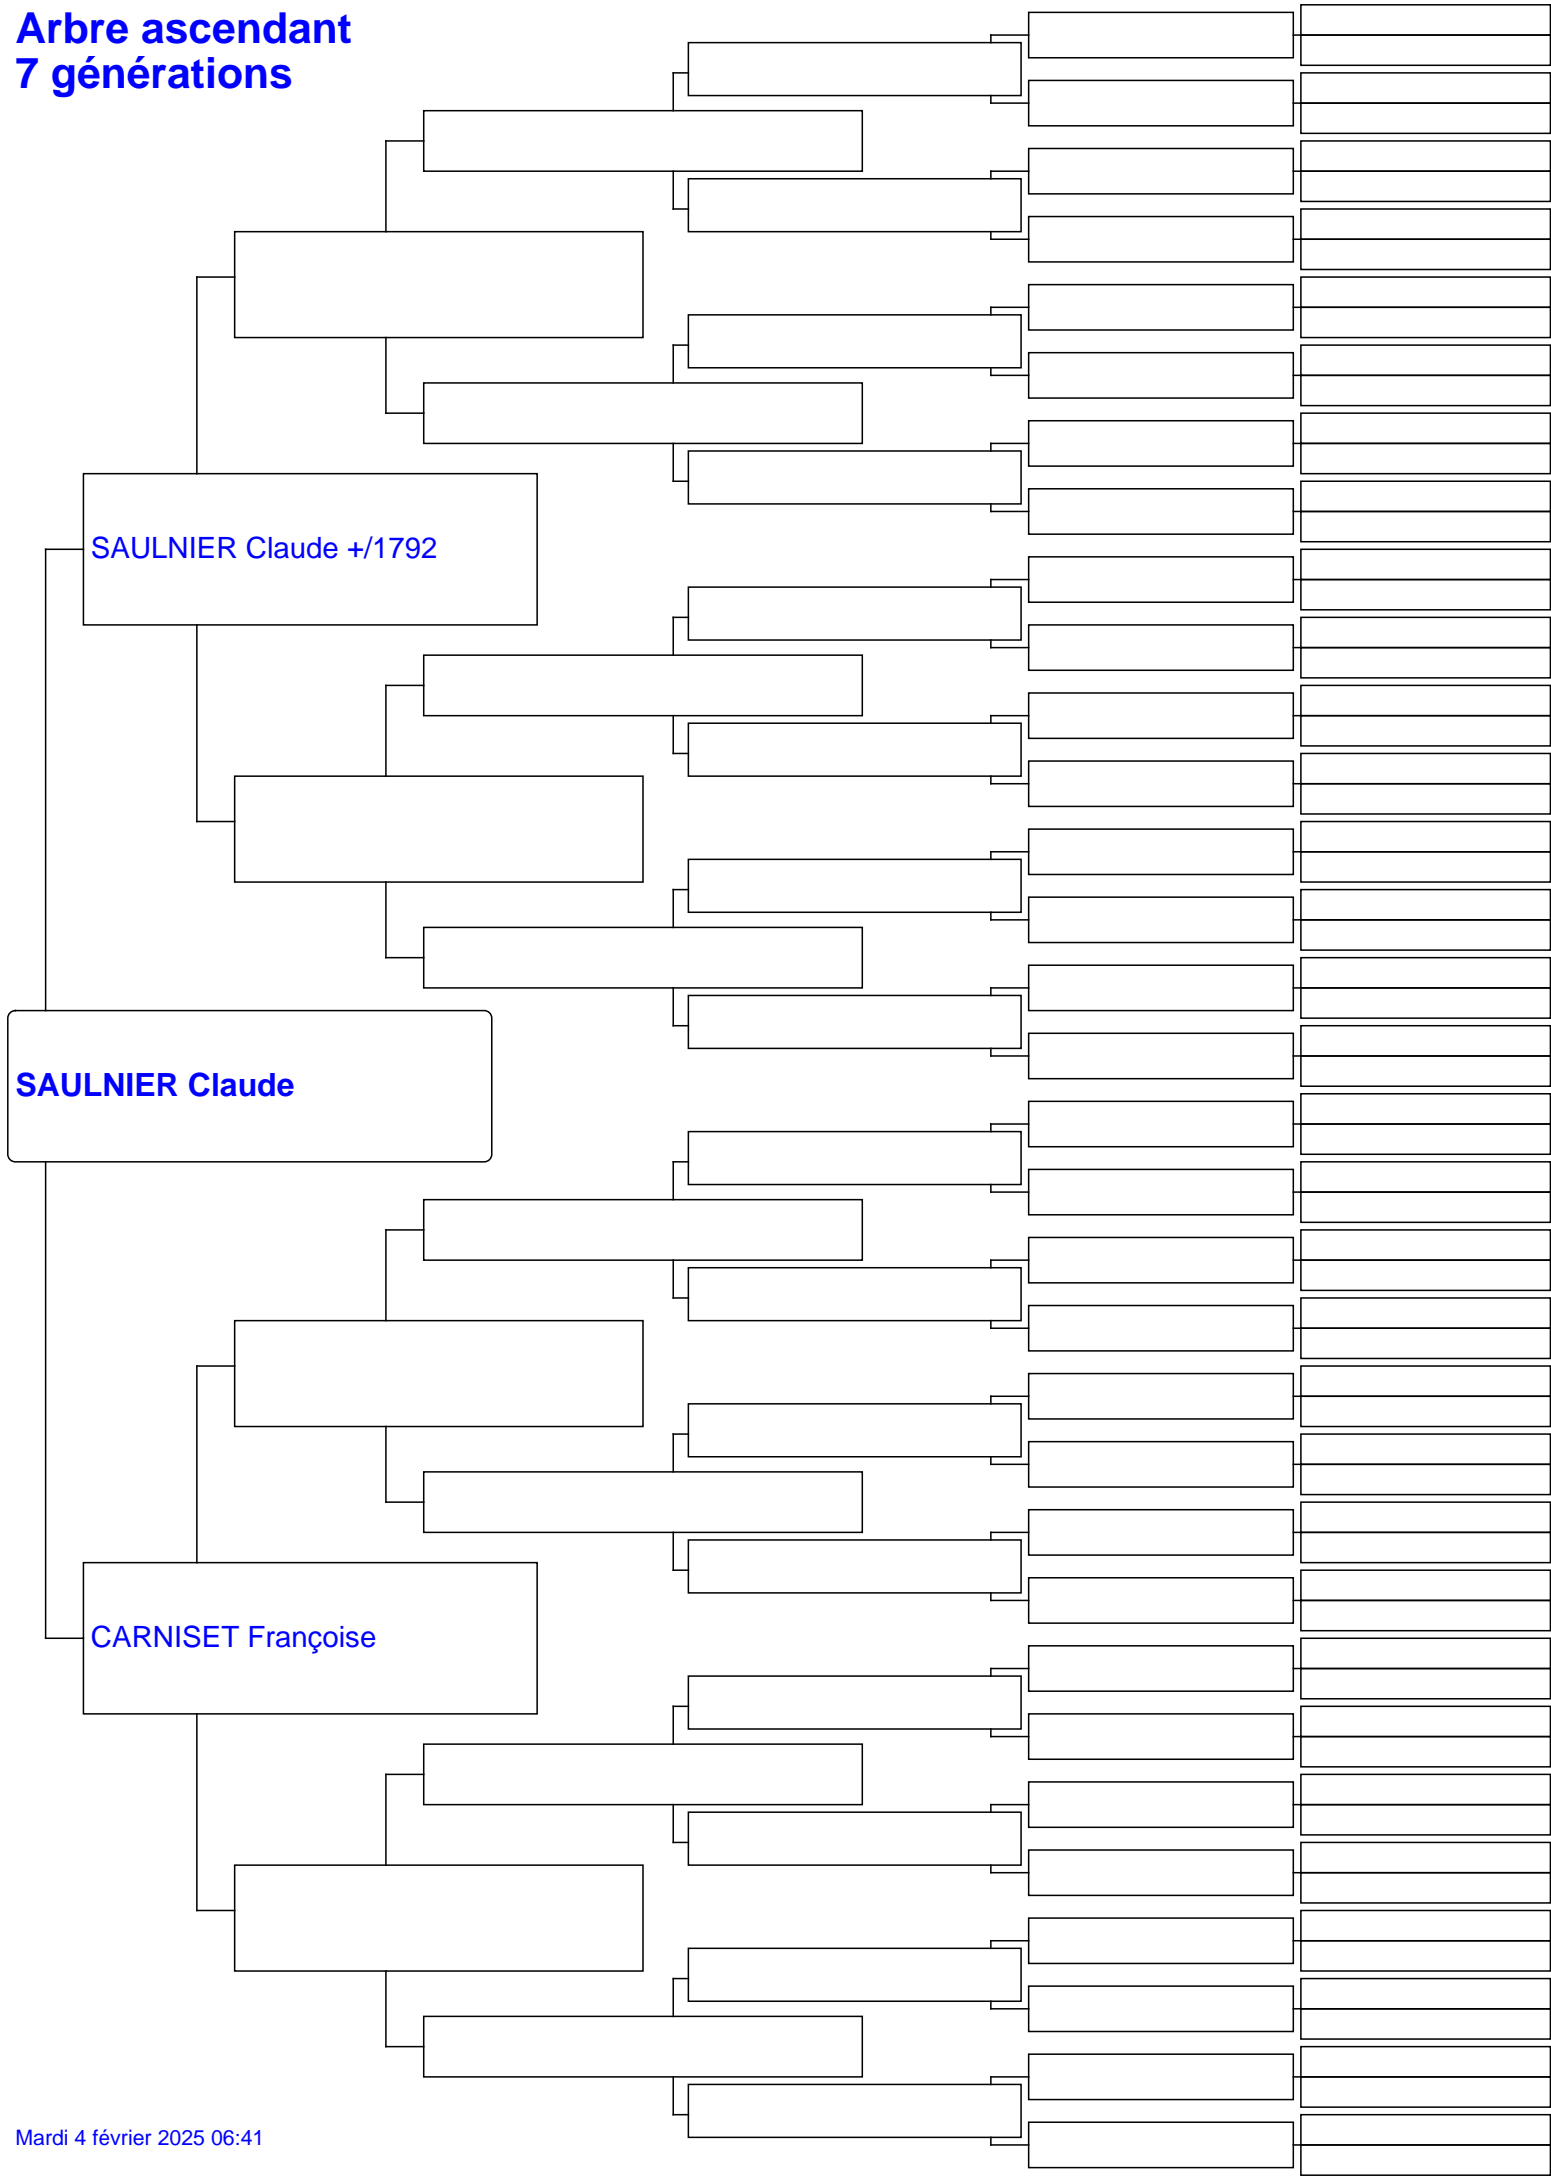 Arbre ascendant
7 générations
SAULNIER Claude +/1792
SAULNIER Claude
CARNISET Françoise
Mardi 4 février 2025 06:41